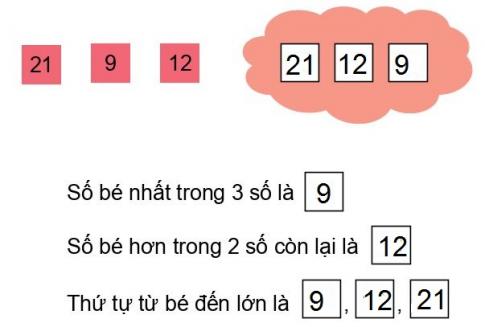 21 9 12 21 12 9
Số bé nhất trong 3 số là 9
Số bé hơn trong 2 số còn lại là 12
Thứ tự từ bé đến lớn là 9 , 12 , 21